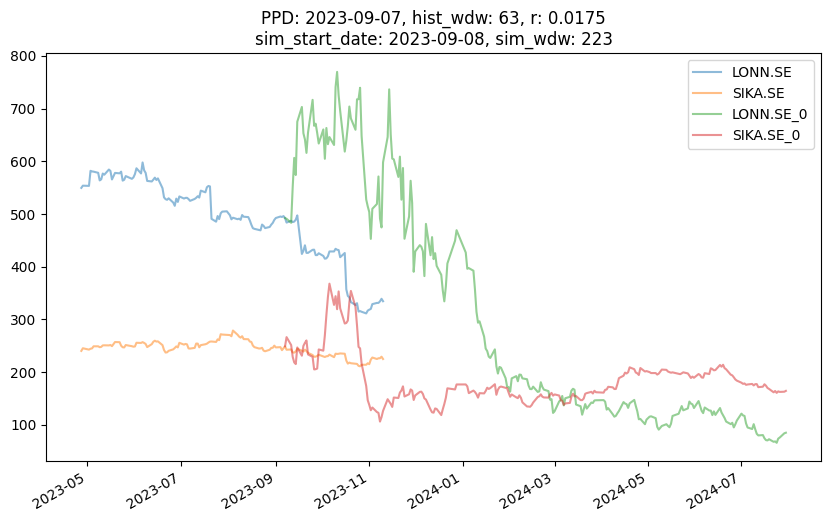 PPD: 2023-09-07, hist_wdw: 63, r: 0.0175
sim_start_date: 2023-09-08, sim_wdw: 223
LONN.SE
SIKA.SE
LONN.SE_0
SIKA.SE_0
800
700
600
500
400
300
200
100
2023-05
2023-07
2023-09
2023-11
2024-01
2024-03
2024-05
2024-07